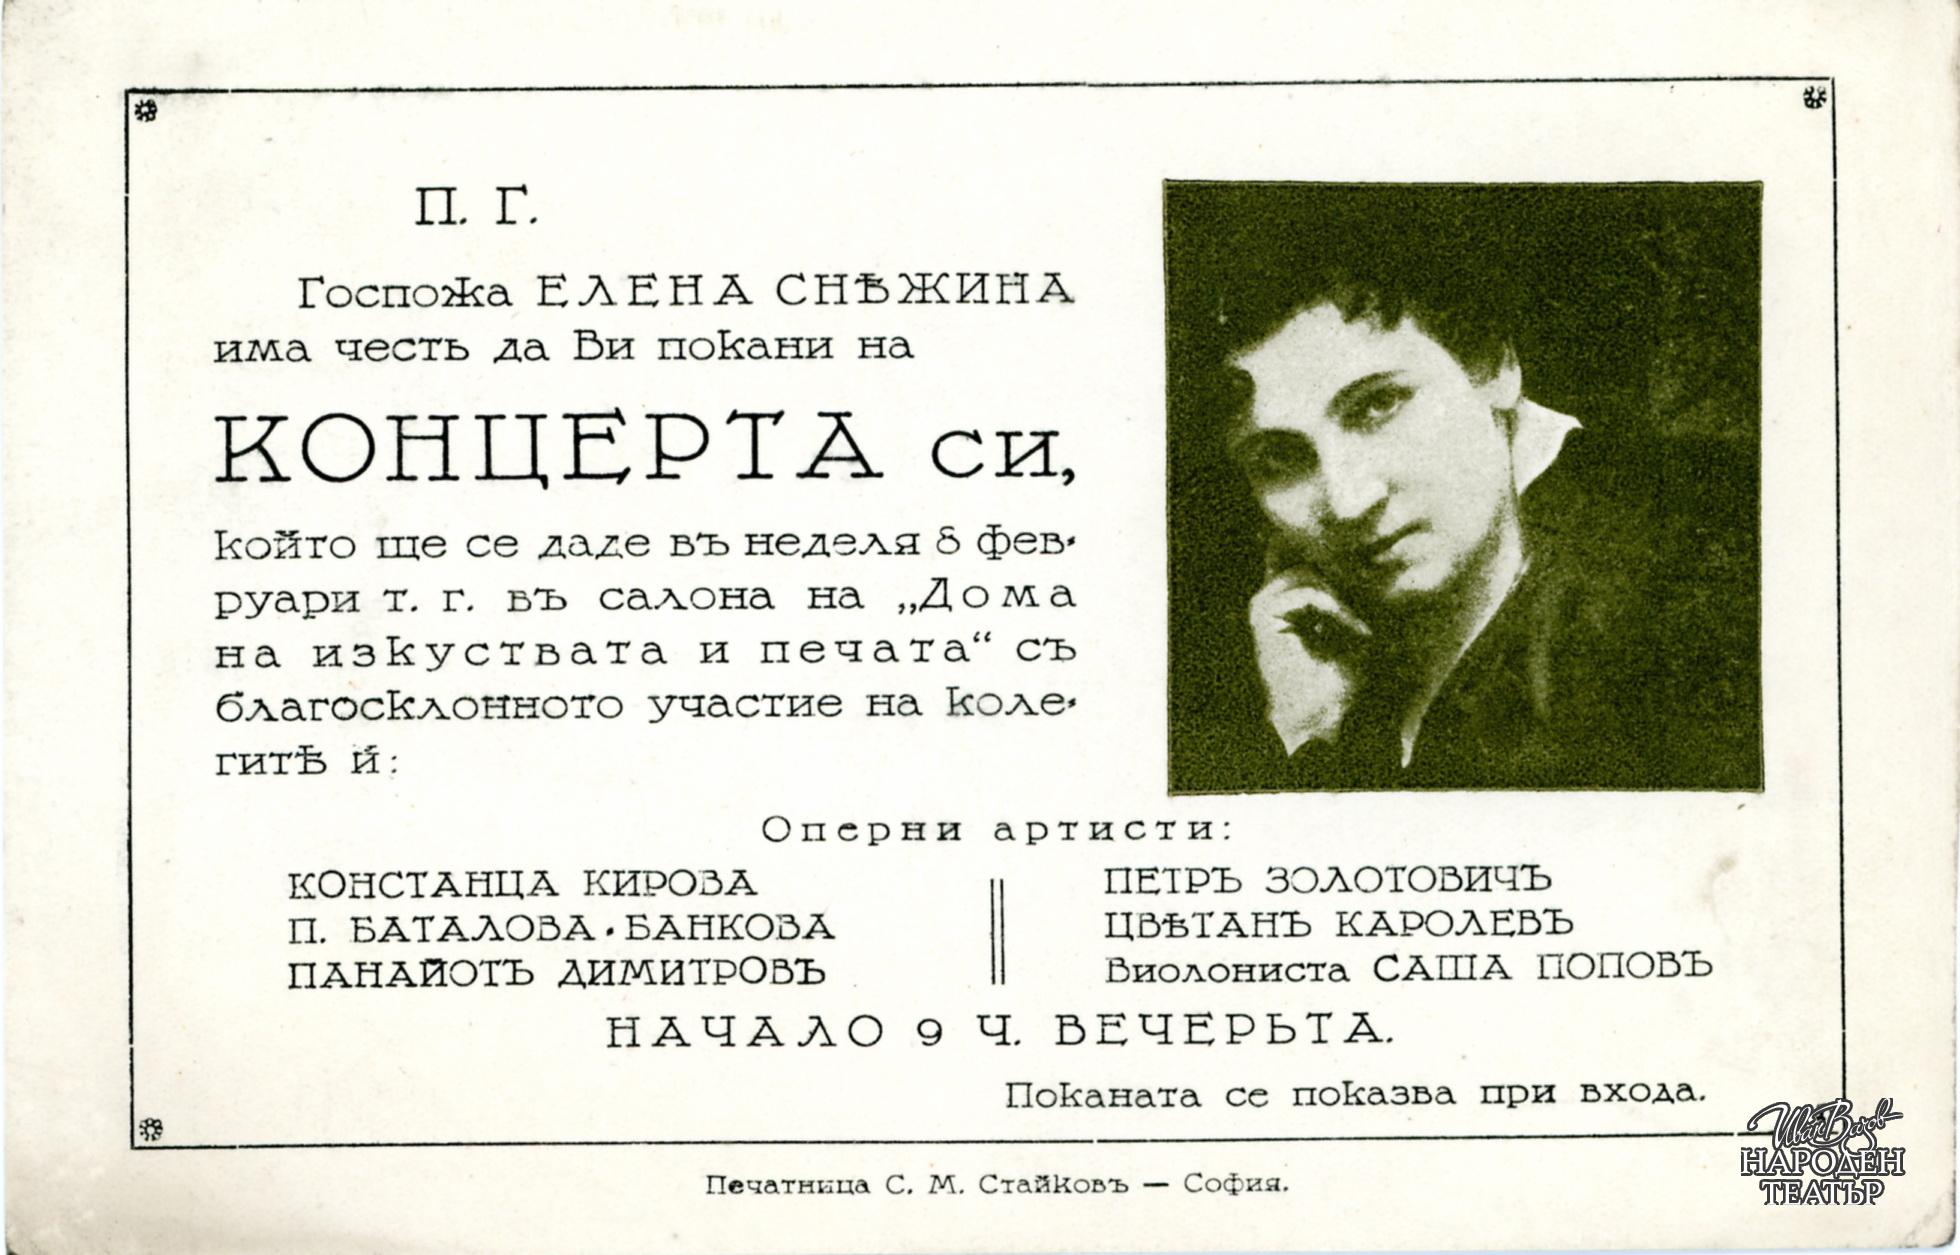 П. Г.
Госпожа ЕЛЕНА СНѢЖИНА
има честь да Ви покани на
КОНЦЕРТА си,
който ще се даде въ неделя 8 фев-
руари т. г. въ салона на „Дома
на изкуствата и печата“ съ
благосклонното участие на коле-
гитѣ й:
Оперни артисти:
КОНСТАНЦА КИРОВА
П. БАТАЛОВА-БАНКОВА
ПАНАЙОТЪ ДИМИТРОВЪ
ПЕТРЪ ЗОЛОТОВИЧЪ
ЦВѢТАНЪ КАРОЛЕВЪ
Виолониста САША ПОПОВЪ
НАЧАЛО 9 Ч. ВЕЧЕРЬТА.
Поканата се показва при входа.
Печатница С. М. Стайковъ — София.
Иван Вазов
НАРОДЕН
ТЕАТЪР